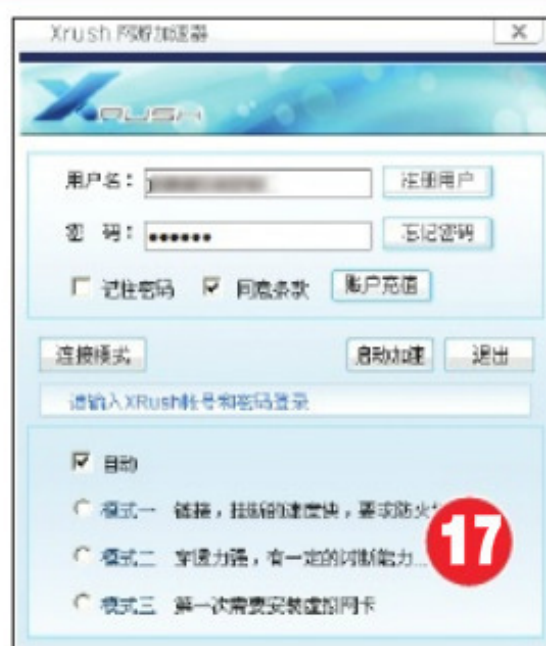 Xrush 网游加速器
XRUSH
用户名:
注册用户
密 码:
忘记密码
记住密码
同意条款
账户充值
连接模式
启动加速
退出
请输入XRush帐号和密码登录
自动
模式一 链接,挂断的速度快,要求防火
模式二 穿透力强,有一定的闪断能力...
模式三 第一次需要安装虚拟网卡
17